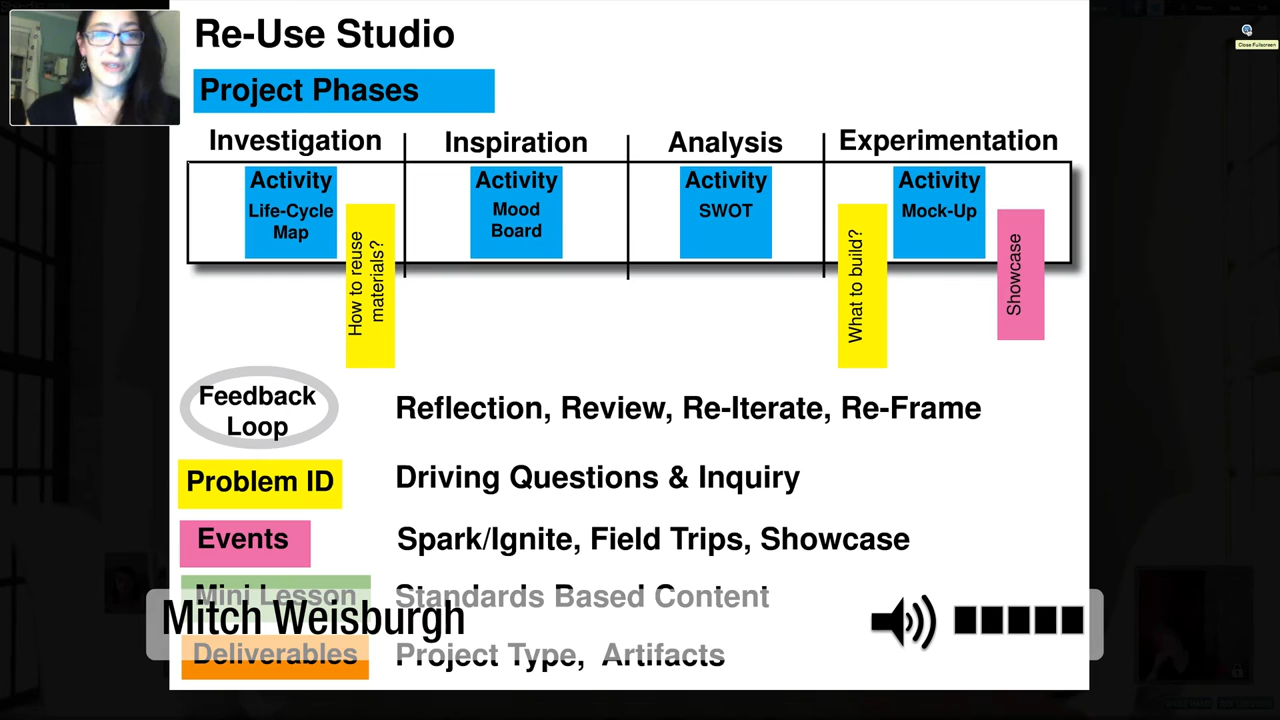 Re-Use Studio
Close Fullscreen
Project Phases
Investigation
Inspiration
Analysis
Experimentation
Activity
Life-Cycle
Map
How to reuse
materials?
Activity
Mood
Board
Activity
SWOT
What to build?
Activity
Mock-Up
Showcase
Feedback
Loop
Reflection, Review, Re-Iterate, Re-Frame
Problem ID
Driving Questions & Inquiry
Events
Spark/Ignite, Field Trips, Showcase
Mini Lesson
Standards Based Content
Mitch Weisburgh
Deliverables
Project Type, Artifacts